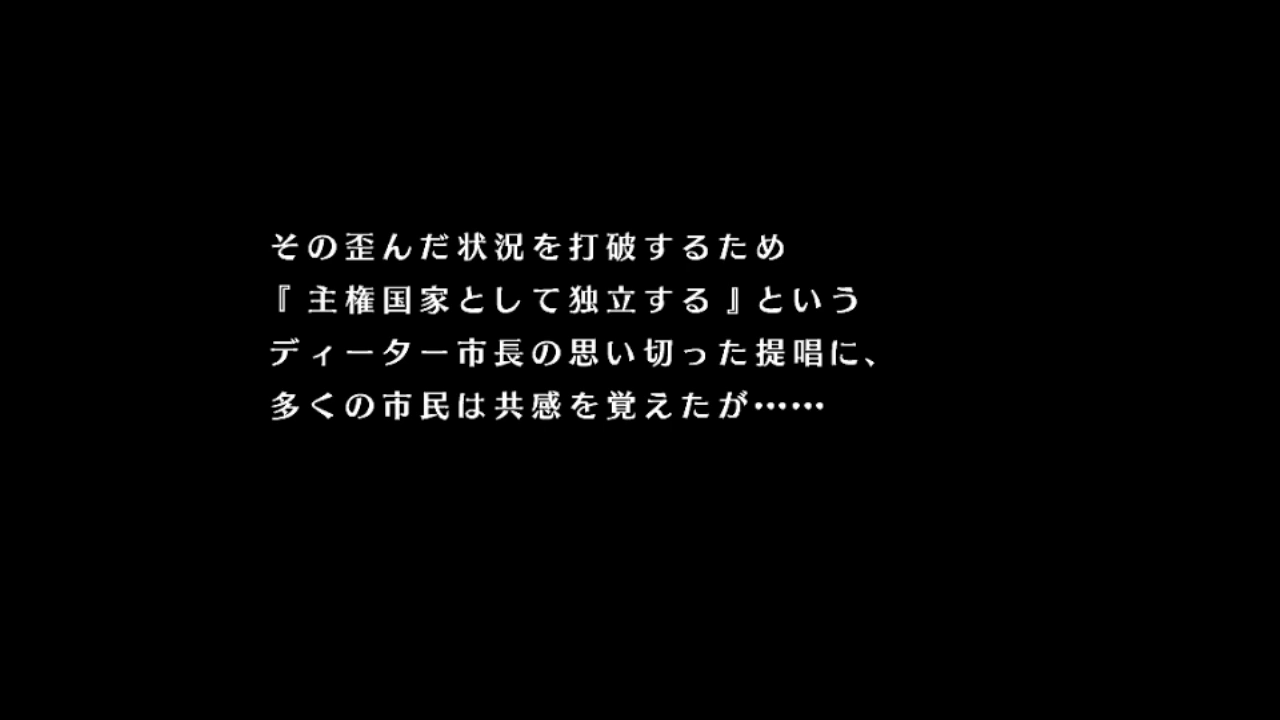 その歪んだ状況を打破するため
『主権国家として独立する』という
ディーター市長の思い切った提唱に、
多くの市民は共感を覚えたが……